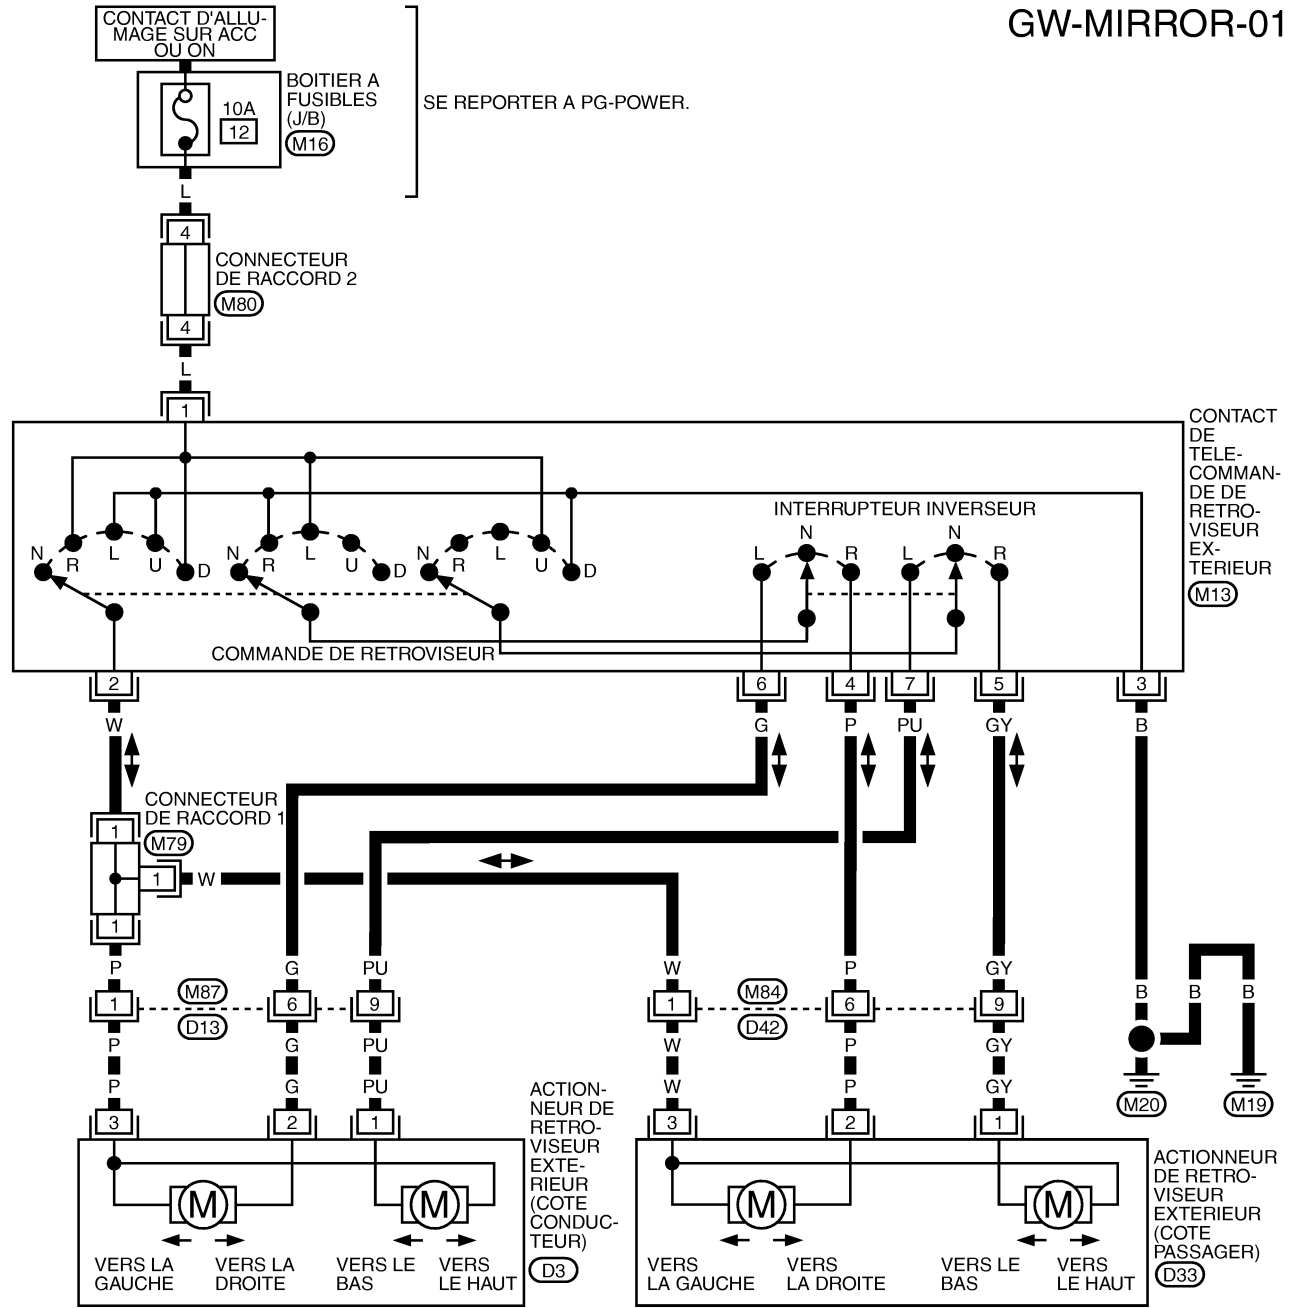 GW-MIRROR-01
CONTACT D'ALLU-
MAGE SUR ACC
OU ON
BOITIER A
FUSIBLES
(J/B)
M16
10A
12
SE REPORTER A PG-POWER.
L
4
CONNECTEUR
DE RACCORD 2
M80
4
L
1
CONTACT
DE
TELE-
COMMAN-
DE DE
RETRO-
VISEUR
EX-
TERIEUR
M13
INTERRUPTEUR INVERSEUR
N R L U D
N R L U D
N R L U D
L N R
L N R
COMMANDE DE RETROVISEUR
2 6 4 7 5 3
W G P PU GY B
CONNECTEUR
DE RACCORD 1
M79
1
1 W
1
P G PU W P GY B B B
M87 M84
1 6 9 1 6 9
D13 D42
P G PU W P GY
P G PU W P GY
M20 M19
3 2 1 3 2 1
ACTION-
NEUR DE
RETRO-
VISEUR
EXTE-
RIEUR
(COTE
CONDUC-
TEUR)
D3
ACTIONNEUR
DE RETRO-
VISEUR
EXTERIEUR
(COTE
PASSAGER)
D33
M M M M
VERS LA
GAUCHE
VERS LA
DROITE
VERS LE
BAS
VERS
LE HAUT
VERS
LA GAUCHE
VERS
LA DROITE
VERS LE
BAS
VERS
LE HAUT